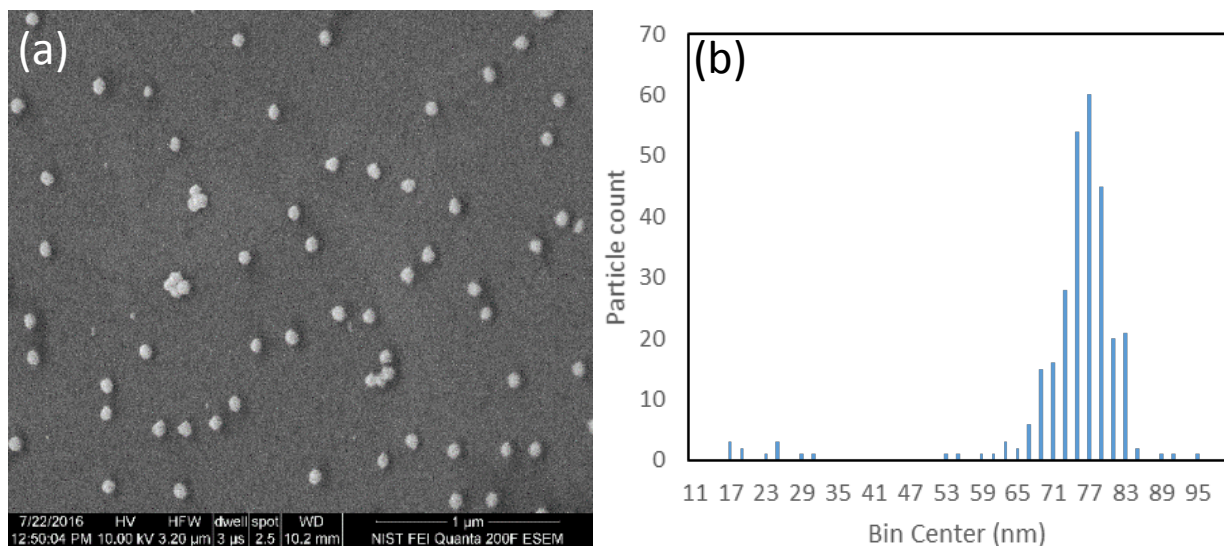 (a)
7/22/2016 HV HFW dwell spot WD 1 µm
12:50:04 PM 10.00 kV 3.20 µm 3 µs 2.5 10.2 mm NIST FEI Quanta 200F ESEM
(b)
70
60
50
40
30
20
10
0
Particle count
11 17 23 29 35 41 47 53 59 65 71 77 83 89 95
Bin Center (nm)